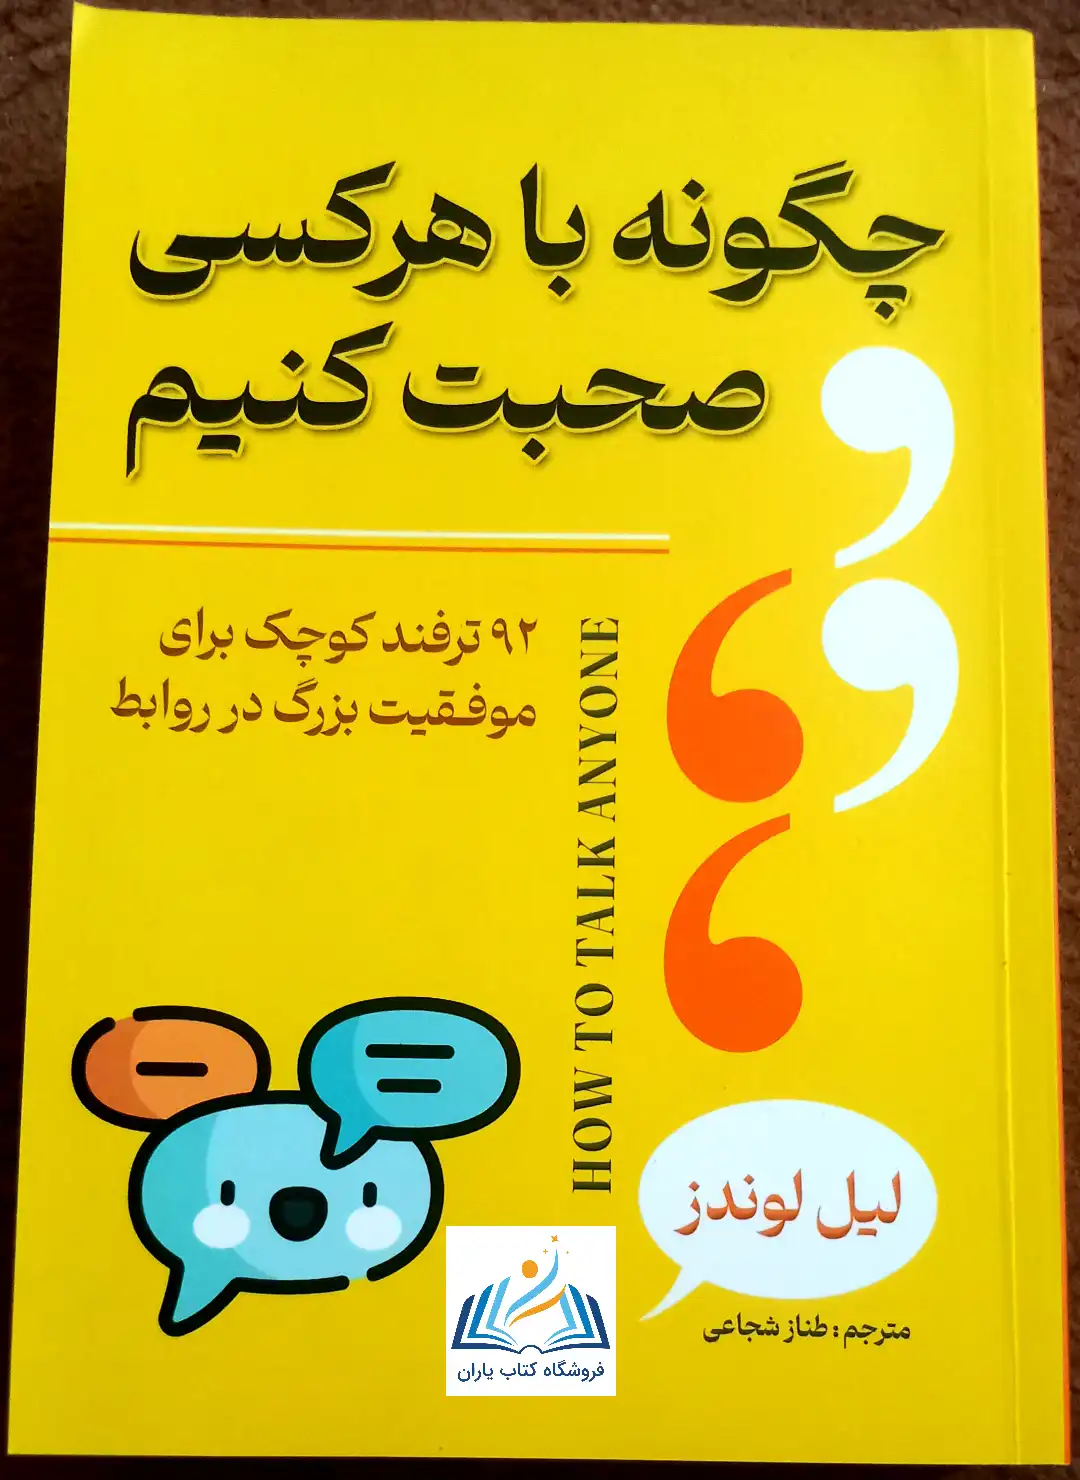 چگونه با هرکسی
صحبت کنیم
۹۲ ترفند کوچک برای
موفقیت بزرگ در روابط
HOW TO TALK ANYONE
لیل لوندز
مترجم: طناز شجاعی
فروشگاه کتاب یاران